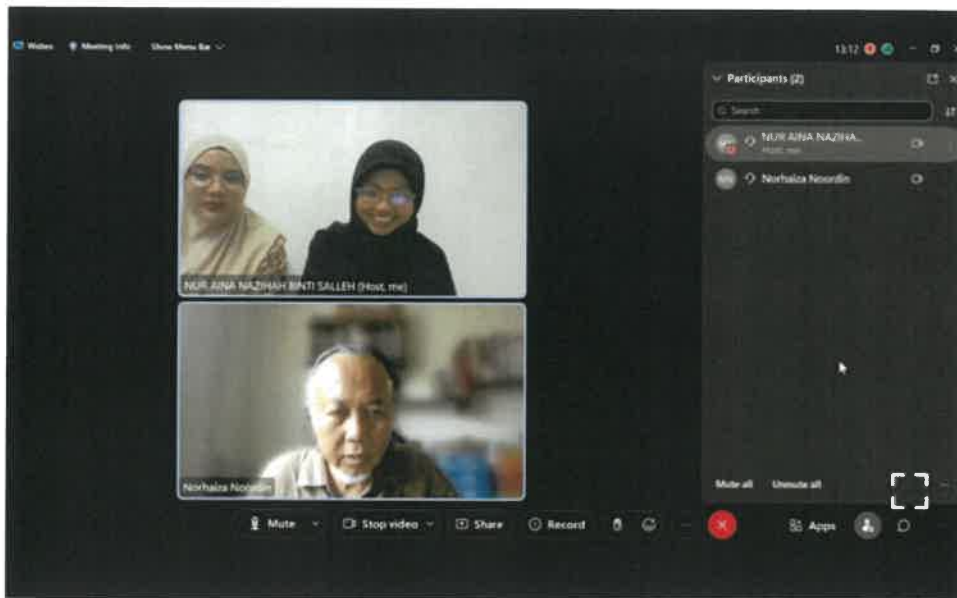 Webex Meeting Info Show Menu Bar
13:12
Participants (2)
Search
NUR AINA NAZIHA...
Host, me
Norhaiza Noordin
NUR AINA NAZIHAH BINTI SALLEH (Host, me)
Norhaiza Noordin
Mute all Unmute all
Mute Stop video Share Record Apps